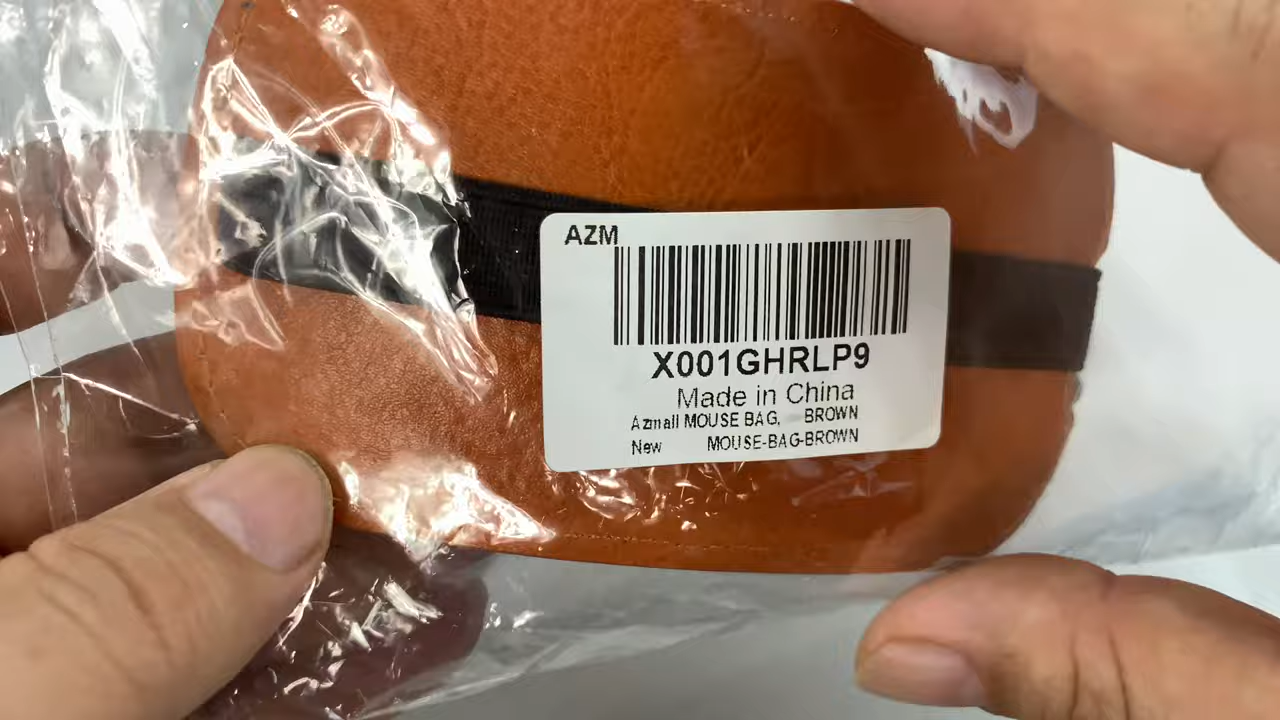 AZM
X001GHRLP9
Made in China
Azmall MOUSE BAG, BROWN
New MOUSE-BAG-BROWN